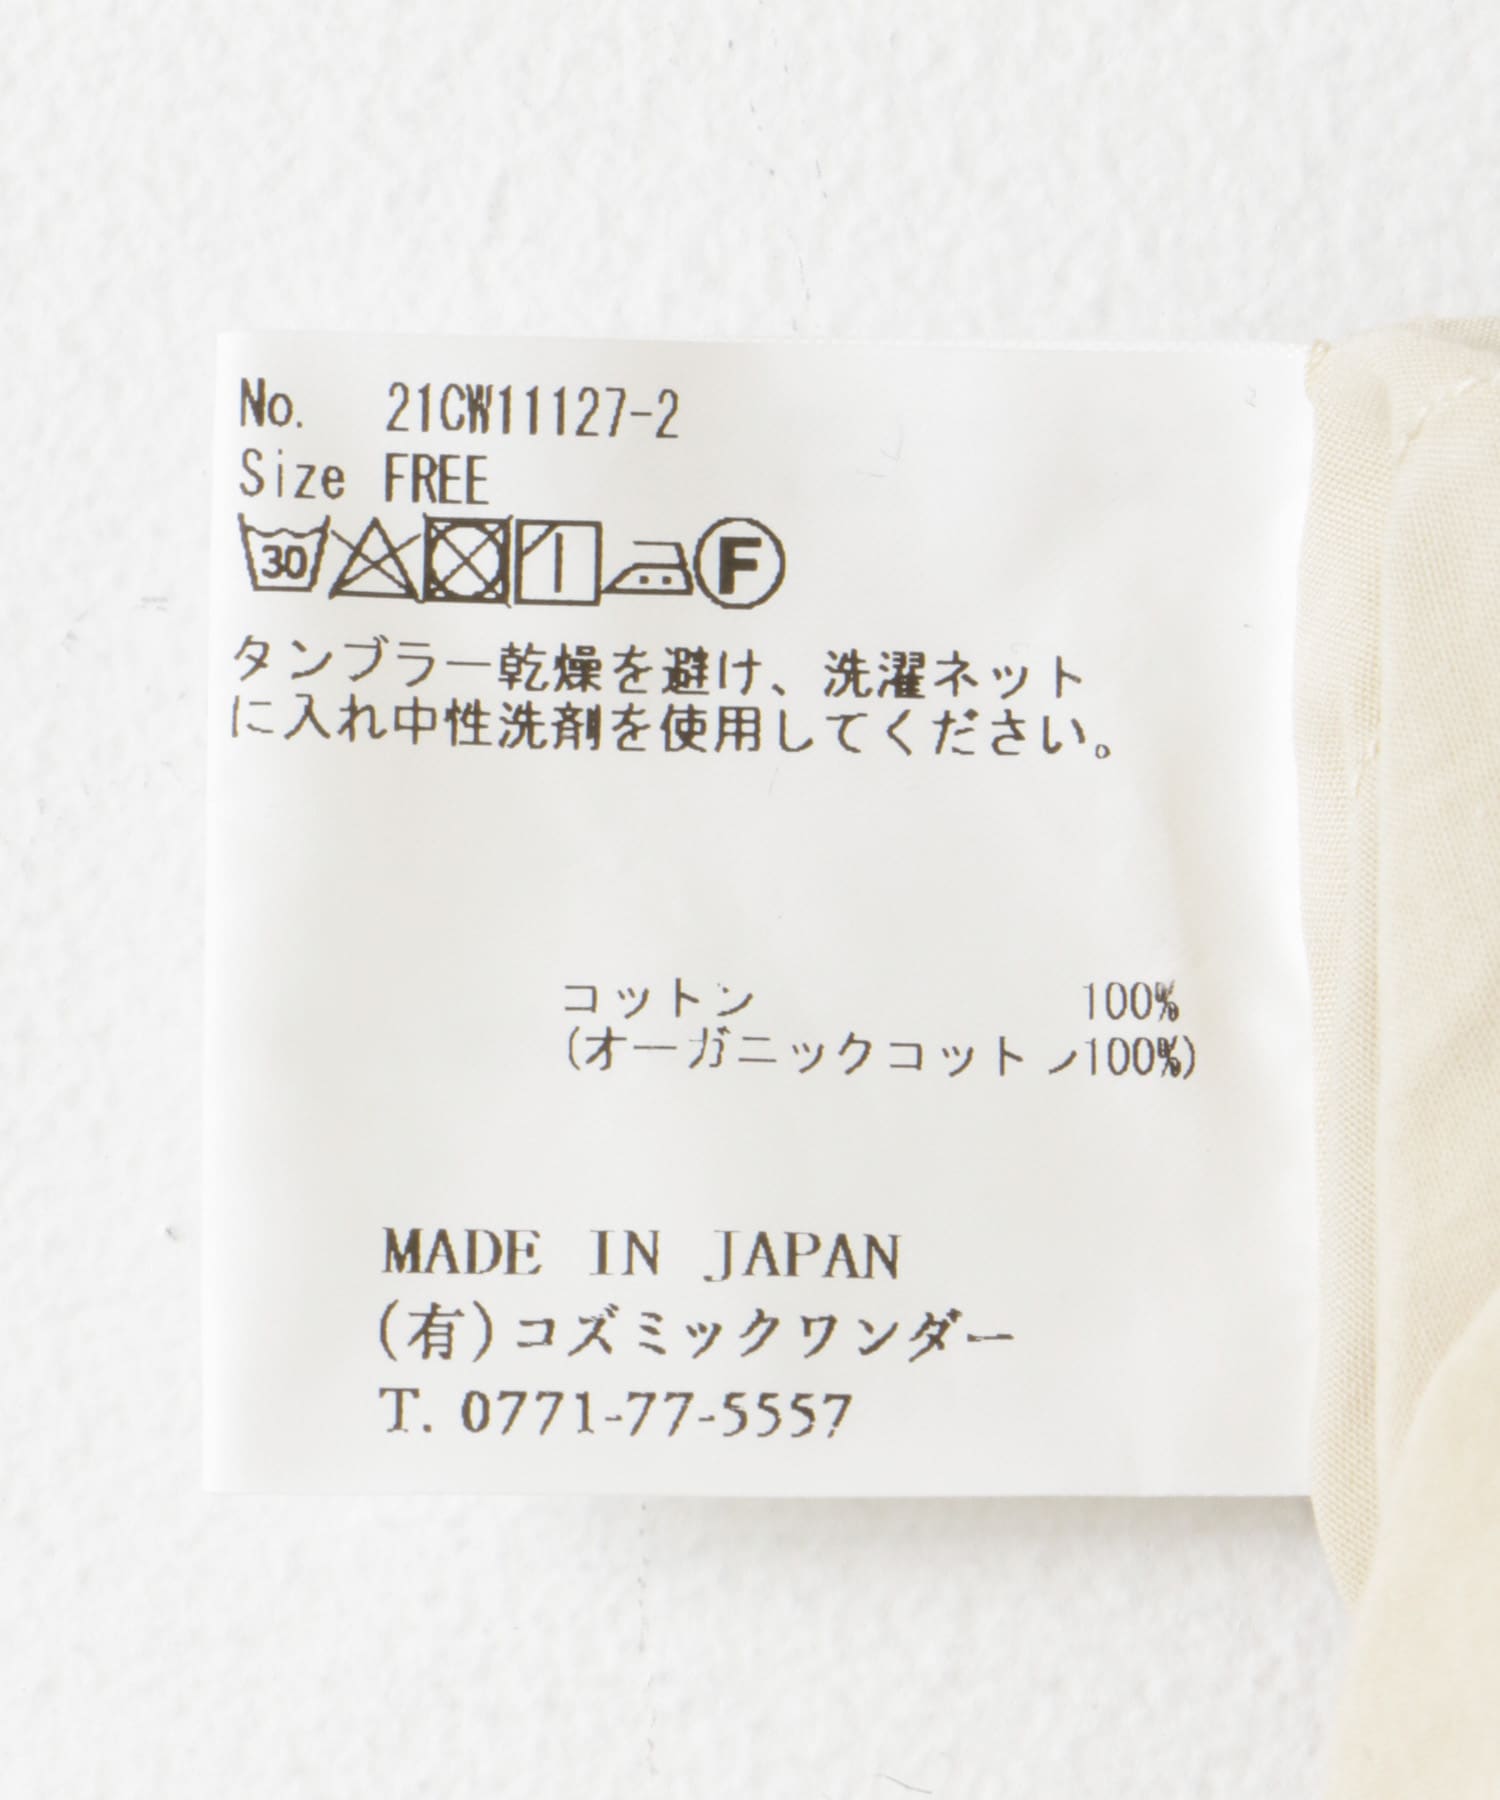 No. 21CW11127-2
Size FREE
30 F
タンブラー乾燥を避け、洗濯ネット
に入れ中性洗剤を使用してください。
コットン 100%
(オーガニックコットン100%)
MADE IN JAPAN
(有)コズミックワンダー
T. 0771-77-5557